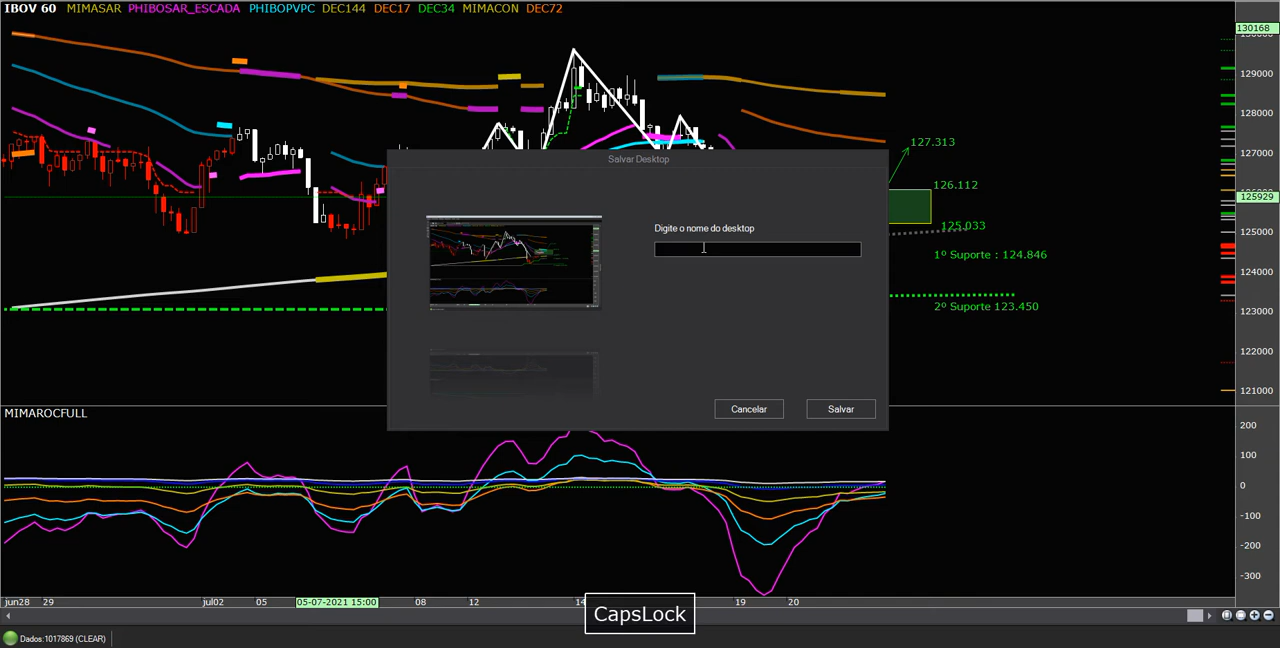 IBOV 60 MIMASAR PHIBOSAR_ESCADA PHIBOPVPC DEC144 DEC17 DEC34 MIMACON DEC72
130168
129000
128000
127.313
127000
126.112
125929
125.033
1º Suporte : 124.846
124000
2º Suporte 123.450
123000
122000
121000
Salvar Desktop
Digite o nome do desktop
Cancelar
Salvar
MIMAROCFULL
200
100
0
-100
-200
-300
jun28 29 jul02 05 05-07-2021 15:00 08 12 14 19 20
CapsLock
Dados:1017869 (CLEAR)